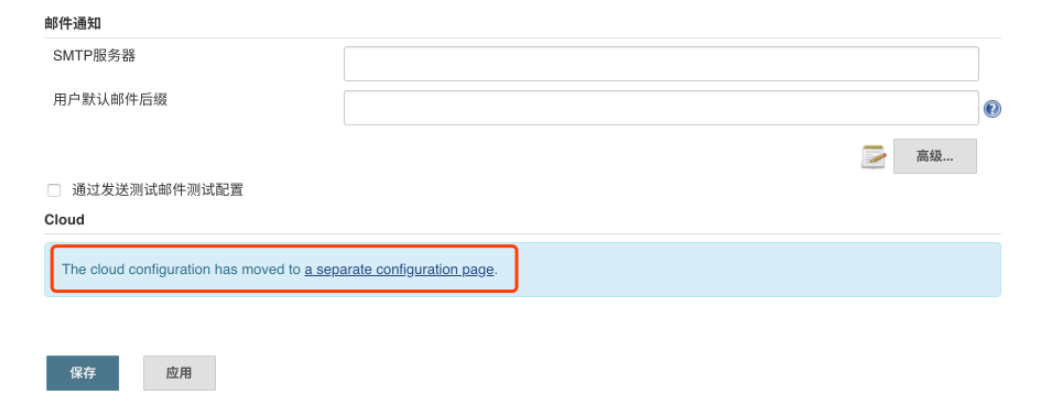 邮件通知
SMTP服务器
用户默认邮件后缀
?
高级...
通过发送测试邮件测试配置
Cloud
The cloud configuration has moved to a separate configuration page.
保存
应用